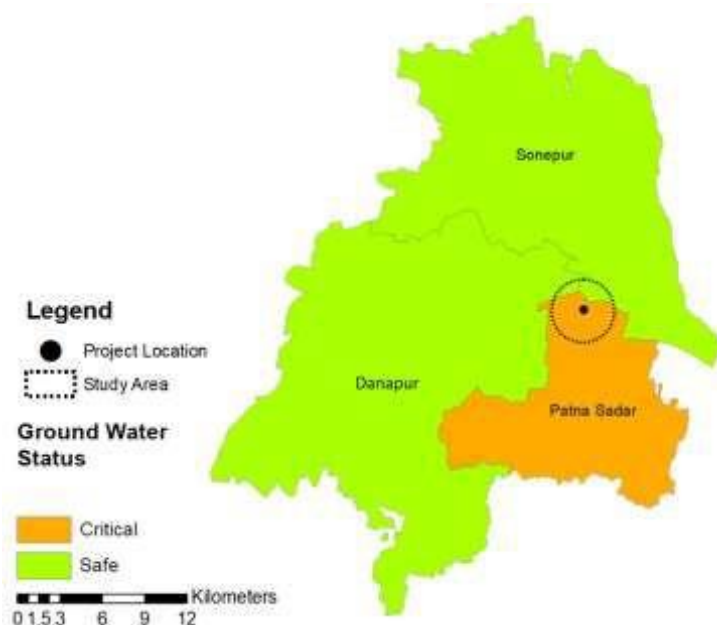 Sonepur
Legend
Project Location
Study Area
Danapur
Patna Sadar
Ground Water
Status
Critical
Safe
Kilometers
0 1.5 3 6 9 12